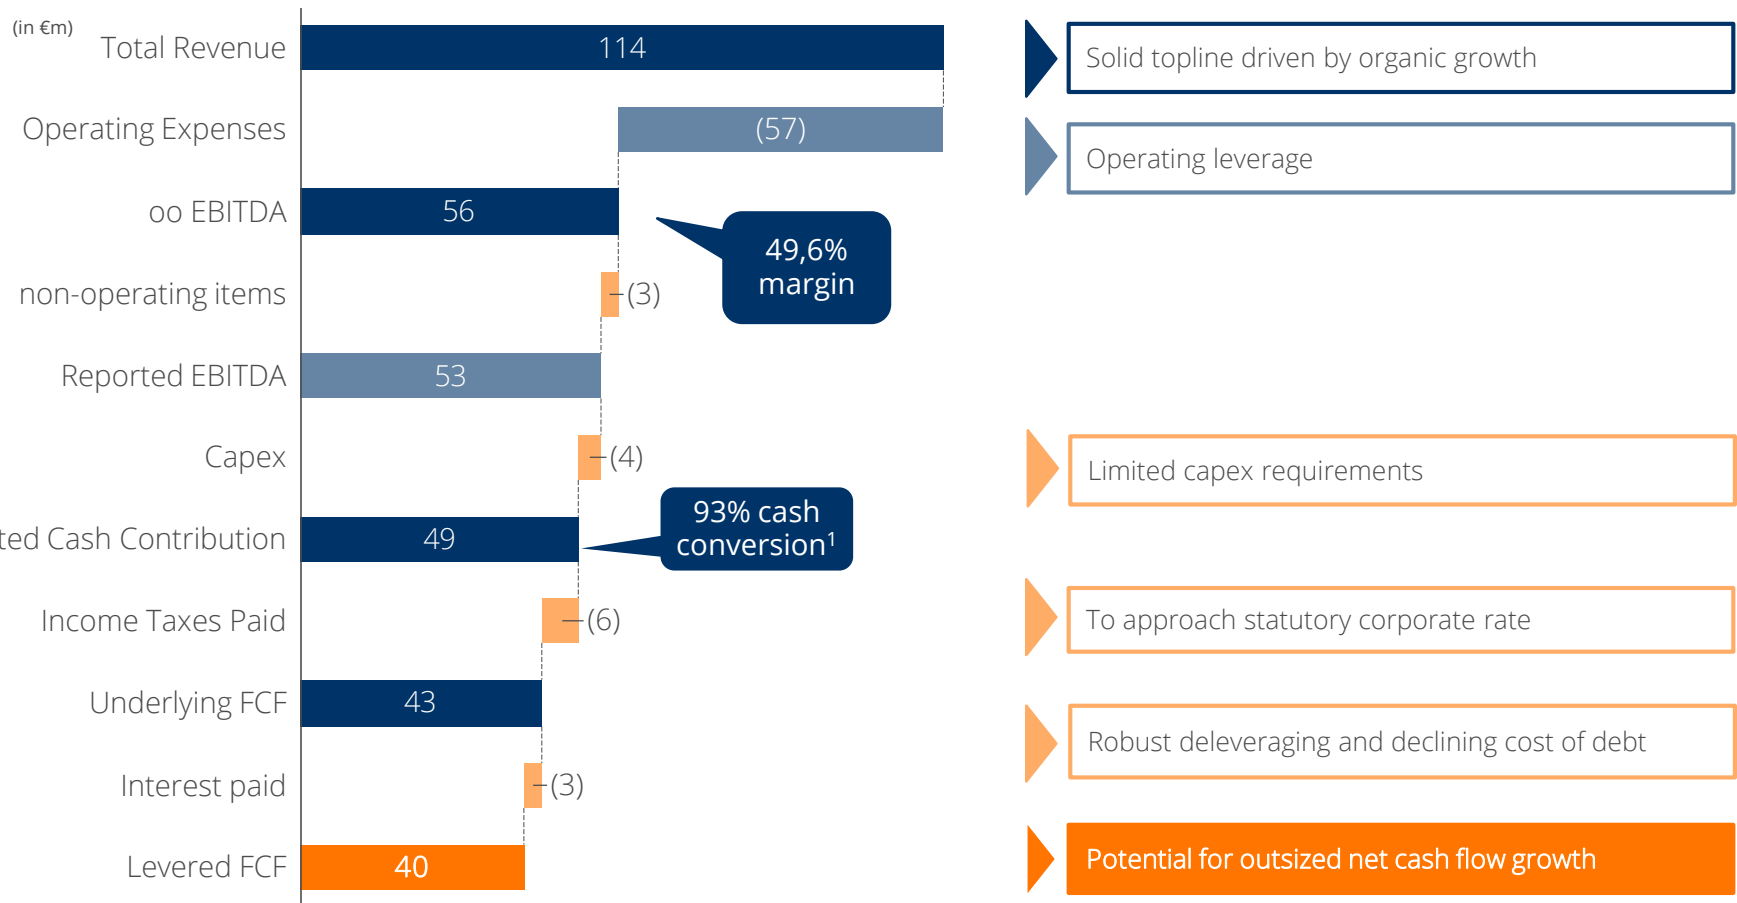 (in €m)
Total Revenue
114
Solid topline driven by organic growth
Operating Expenses
(57)
Operating leverage
oo EBITDA
56
49,6%
margin
non-operating items
(3)
Reported EBITDA
53
Capex
(4)
Limited capex requirements
ted Cash Contribution
49
93% cash
conversion¹
Income Taxes Paid
(6)
To approach statutory corporate rate
Underlying FCF
43
Robust deleveraging and declining cost of debt
Interest paid
(3)
Levered FCF
40
Potential for outsized net cash flow growth